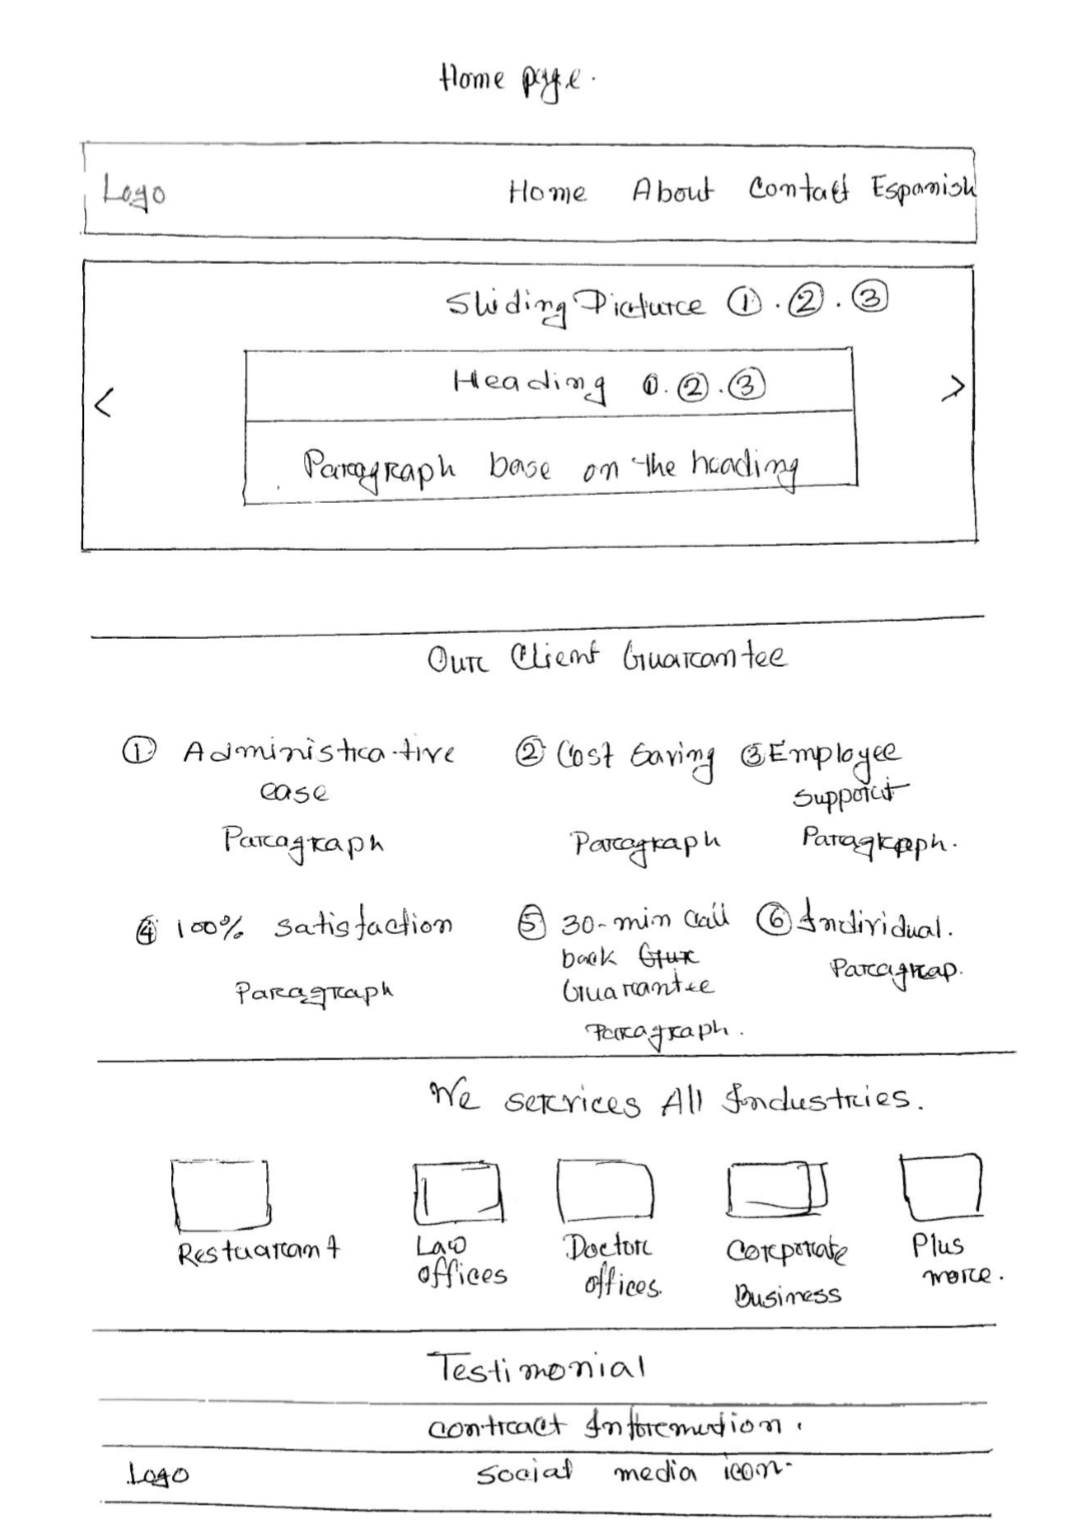 Home page.
Logo Home About Contact Espanish
Sliding Picture ① . ② . ③
< Heading ①. ② . ③ >
Paragraph base on the heading
Our Client Guarantee
① Administrative ② Cost Saving ③ Employee
ease support
Paragraph Paragraph Paragraph.
④ 100% satisfaction ⑤ 30-min call ⑥ Individual.
back Paragrap.
Paragraph Guarantee
Paragraph.
We services All Industries.
Restuarant Law Doctor Corporate Plus
offices offices. Business more.
Testimonial
contract Information.
Logo social media icon-